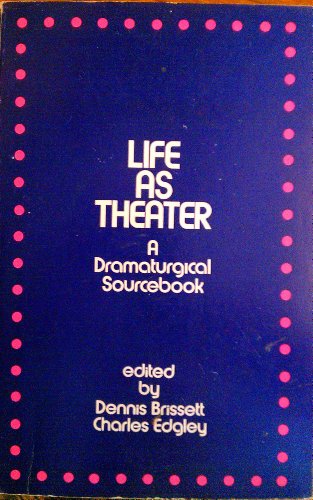 LIFE
AS
THEATER
A
Dramaturgical
Sourcebook
edited
by
Dennis Brissett
Charles Edgley